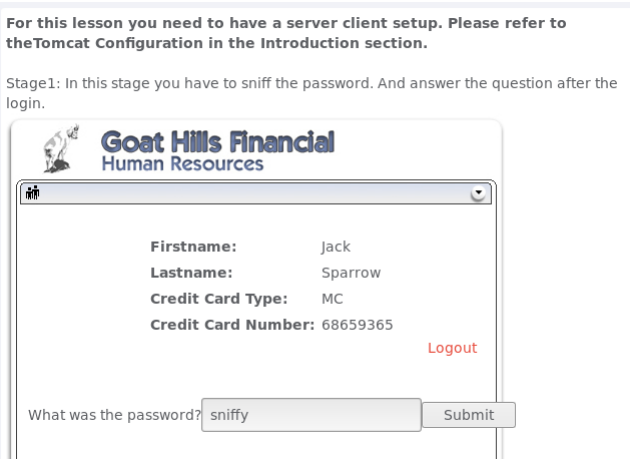 For this lesson you need to have a server client setup. Please refer to
theTomcat Configuration in the Introduction section.
Stage1: In this stage you have to sniff the password. And answer the question after the
login.
Goat Hills Financial
Human Resources
Firstname: Jack
Lastname: Sparrow
Credit Card Type: MC
Credit Card Number: 68659365
Logout
What was the password? sniffy Submit